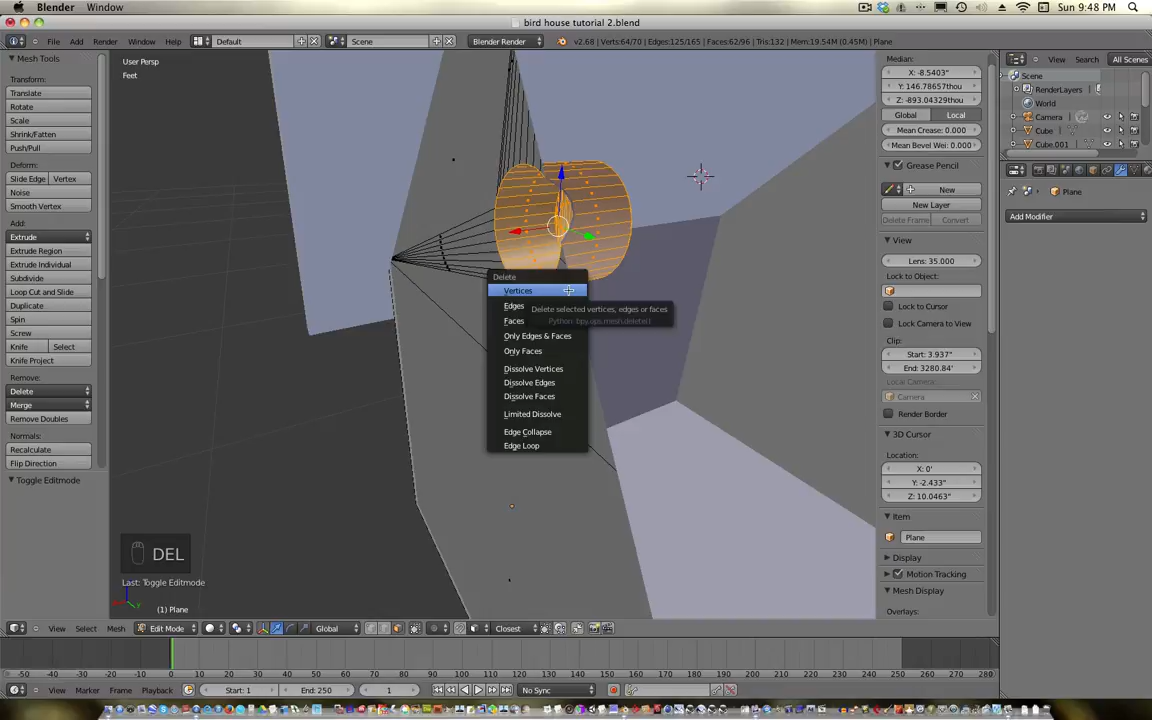 Window
Help
Sun 9:48 PM
bird house tutorial 2.blend
File Add Render Window Help
Default
Scene
Blender Render
v2.68 | Verts:64/70 | Edges:125/165 | Faces:62/96 | Tris:132 | Mem:19.54M (0.45M) | Plane
Mesh Tools
Transform:
Translate
Rotate
Scale
Shrink/Fatten
Push/Pull
Deform:
Slide Edge Vertex
Noise
Smooth Vertex
Add:
Extrude
Extrude Region
Extrude Individual
Subdivide
Loop Cut and Slide
Duplicate
Spin
Screw
Knife Select
Knife Project
Remove:
Delete
Merge
Remove Doubles
Normals:
Recalculate
Flip Direction
Toggle Editmode
User Persp
Feet
Delete
Vertices
Edges
Faces
Only Edges & Faces
Only Faces
Dissolve Vertices
Dissolve Edges
Dissolve Faces
Limited Dissolve
Edge Collapse
Edge Loop
Delete selected vertices, edges or faces
Python: bpy.ops.mesh.delete()
DEL
Last: Toggle Editmode
(1) Plane
Median:
X: -8.5403"
Y: 146.78657thou
Z: -893.04329thou
Global Local
Mean Crease: 0.000
Mean Bevel Wei: 0.000
Grease Pencil
New
New Layer
Delete Frame Convert
View
Lens: 35.000
Lock to Object:
Lock to Cursor
Lock Camera to View
Clip:
Start: 3.937"
End: 3280.84'
Local Camera:
Camera
Render Border
3D Cursor
Location:
X: 0'
Y: -2.433"
Z: 10.0463"
Item
Plane
Display
Motion Tracking
Mesh Display
Overlays:
View Search All Scenes
Scene
RenderLayers
World
Camera
Cube
Cube.001
Plane
Add Modifier
View Select Mesh
Edit Mode
Global
Closest
-50 -40 -30 -20 -10 0 10 20 30 40 50 60 70 80 90 100 110 120 130 140 150 160 170 180 190 200 210 220 230 240 250 260 270 280
View Marker Frame Playback
Start: 1
End: 250
1
No Sync